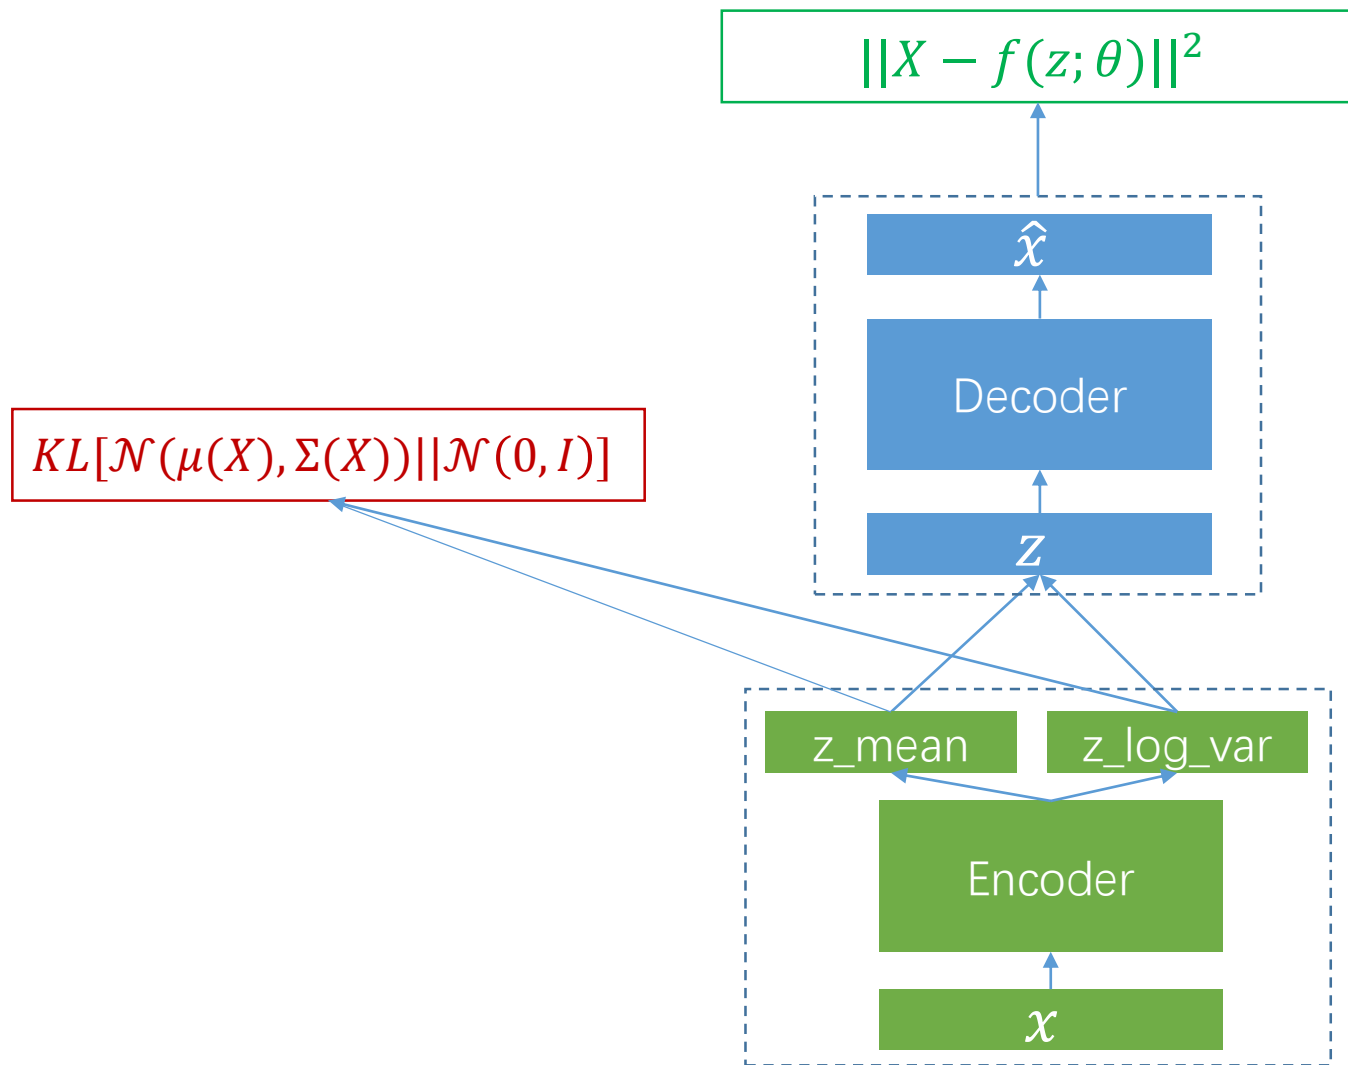 ||X − f(z; θ)||²
x̂
Decoder
KL[𝒩(μ(X), Σ(X))||𝒩(0, I)]
z
z_mean
z_log_var
Encoder
x